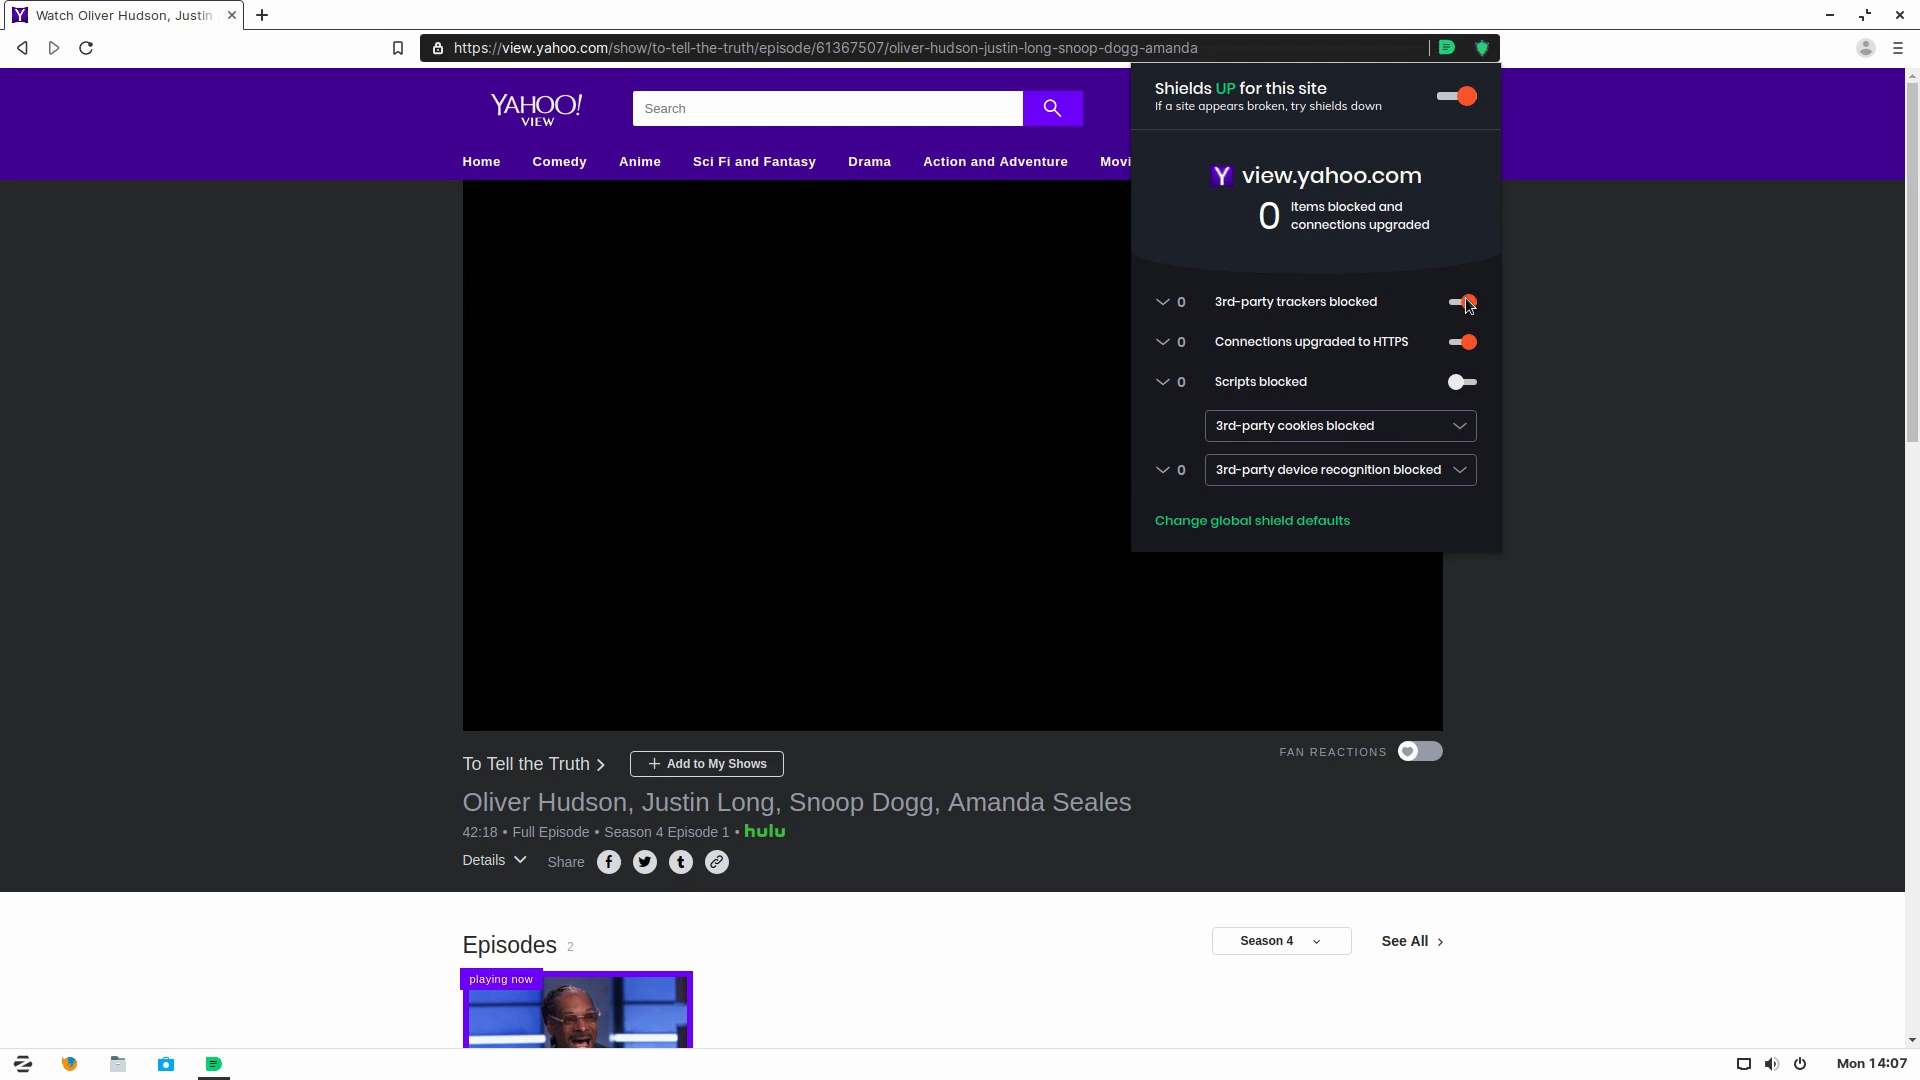 Watch Oliver Hudson, Justin
https://view.yahoo.com/show/to-tell-the-truth/episode/61367507/oliver-hudson-justin-long-snoop-dogg-amanda
YAHOO!
VIEW
Search
Home Comedy Anime Sci Fi and Fantasy Drama Action and Adventure Movi
Shields UP for this site
If a site appears broken, try shields down
view.yahoo.com
0 Items blocked and
connections upgraded
0 3rd-party trackers blocked
0 Connections upgraded to HTTPS
0 Scripts blocked
3rd-party cookies blocked
0 3rd-party device recognition blocked
Change global shield defaults
FAN REACTIONS
To Tell the Truth > + Add to My Shows
Oliver Hudson, Justin Long, Snoop Dogg, Amanda Seales
42:18 • Full Episode • Season 4 Episode 1 • hulu
Details Share
Episodes 2
Season 4 See All >
playing now
Mon 14:07